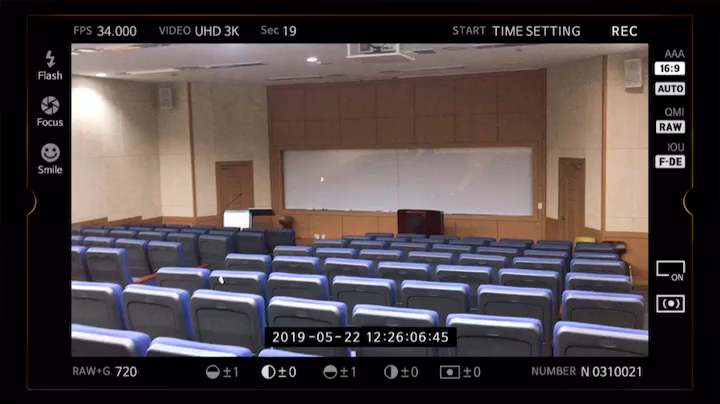 FPS 34.000 VIDEO UHD 3K Sec 19 START TIME SETTING REC
Flash
Focus
Smile
AAA
16:9
AUTO
QMI
RAW
IOU
F-DE
ON
2019-05-22 12:26:06:45
RAW+G 720 ±1 ±0 ±1 ±0 ±0 NUMBER N 0310021